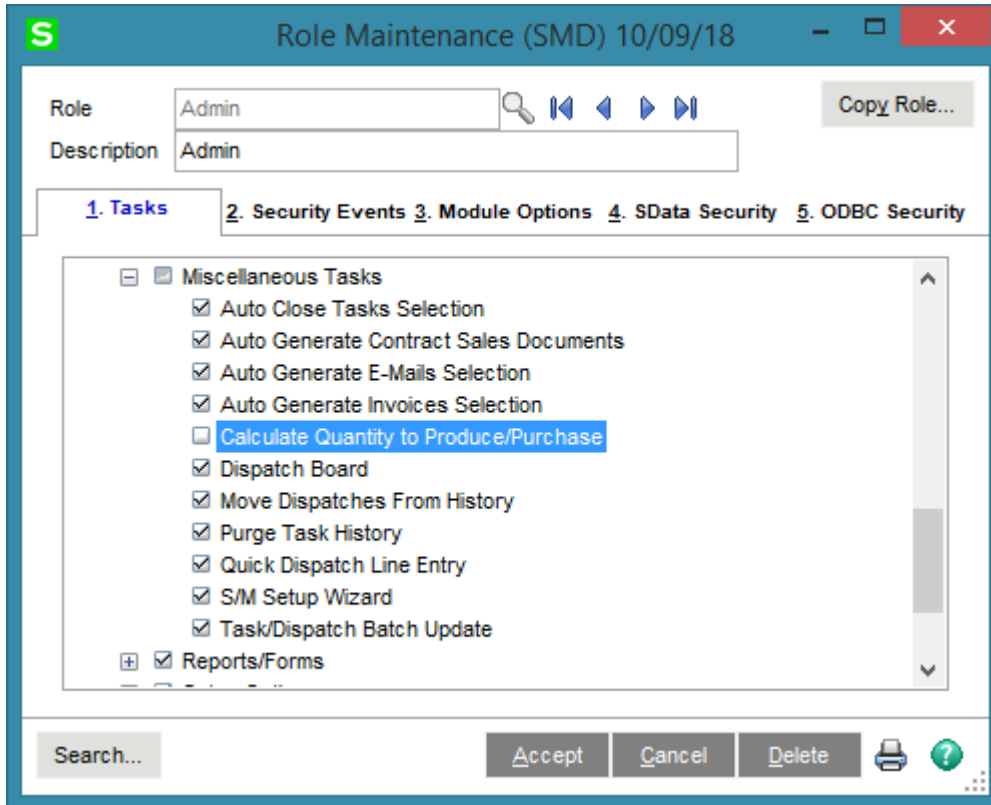 S Role Maintenance (SMD) 10/09/18
Role Admin Copy Role...
Description Admin
1. Tasks 2. Security Events 3. Module Options 4. SData Security 5. ODBC Security
Miscellaneous Tasks
Auto Close Tasks Selection
Auto Generate Contract Sales Documents
Auto Generate E-Mails Selection
Auto Generate Invoices Selection
Calculate Quantity to Produce/Purchase
Dispatch Board
Move Dispatches From History
Purge Task History
Quick Dispatch Line Entry
S/M Setup Wizard
Task/Dispatch Batch Update
Reports/Forms
Search... Accept Cancel Delete ?